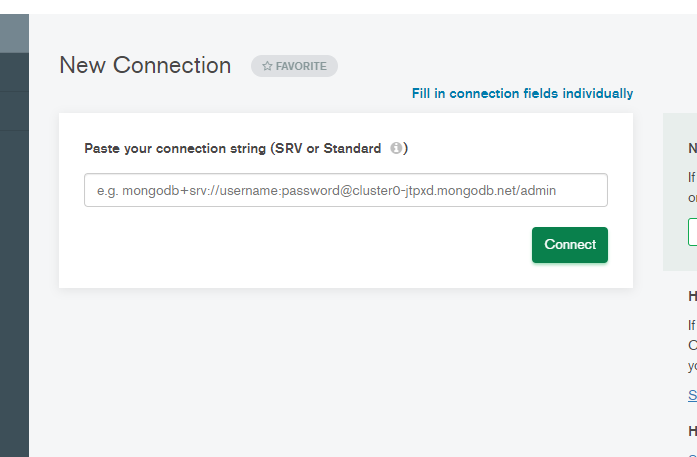 New Connection
☆ FAVORITE
Fill in connection fields individually
Paste your connection string (SRV or Standard )
e.g. mongodb+srv://username:password@cluster0-jtpxd.mongodb.net/admin
Connect
N
If
H
If
S
H